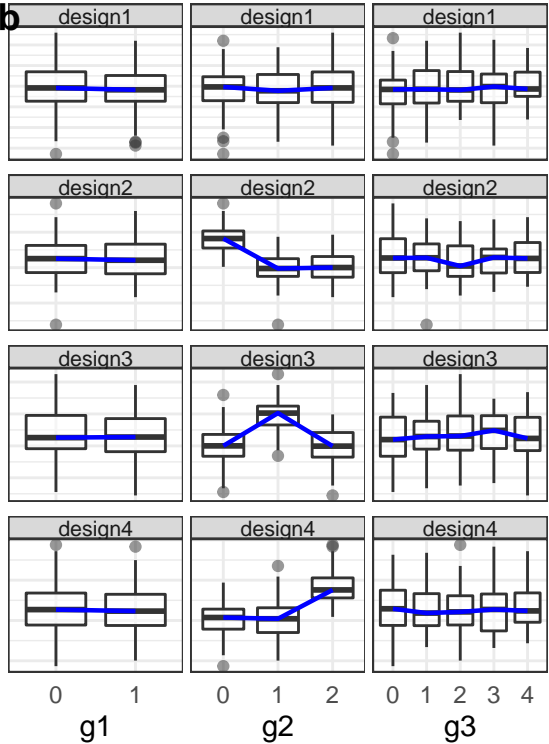 b
design1 design1 design1
design2 design2 design2
design3 design3 design3
design4 design4 design4
0 1 0 1 2 0 1 2 3 4
g1 g2 g3